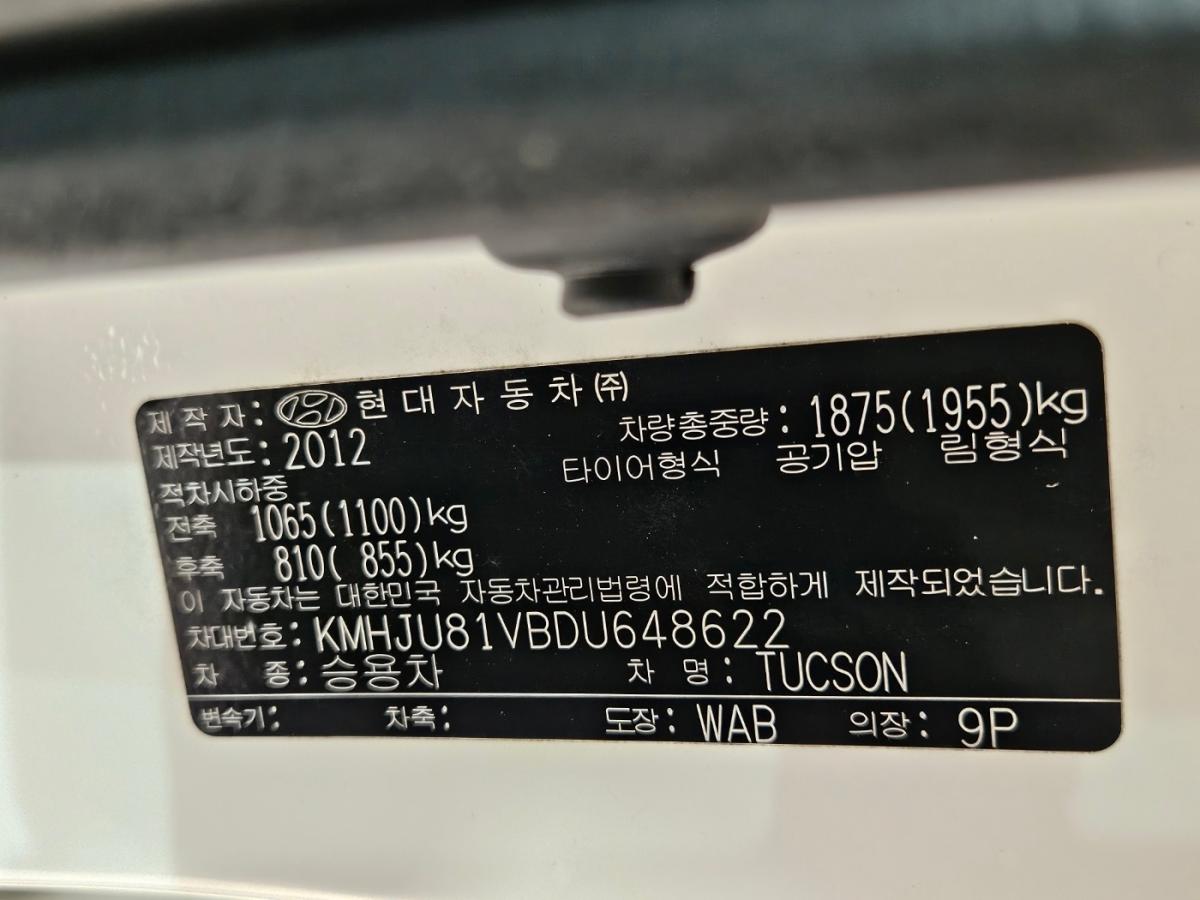 제 작 자 : 현 대 자 동 차 ㈜
차량총중량 : 1875(1955)kg
제작년도 : 2012
타이어형식 공기압 림형식
적차시하중
전축 1065(1100)kg
후축 810( 855)kg
이 자동차는 대한민국 자동차관리법령에 적합하게 제작되었습니다.
차대번호 : KMHJU81VBDU648622
차 종 : 승용차 차 명 : TUCSON
변속기 : 차축 : 도장 : WAB 의장 : 9P